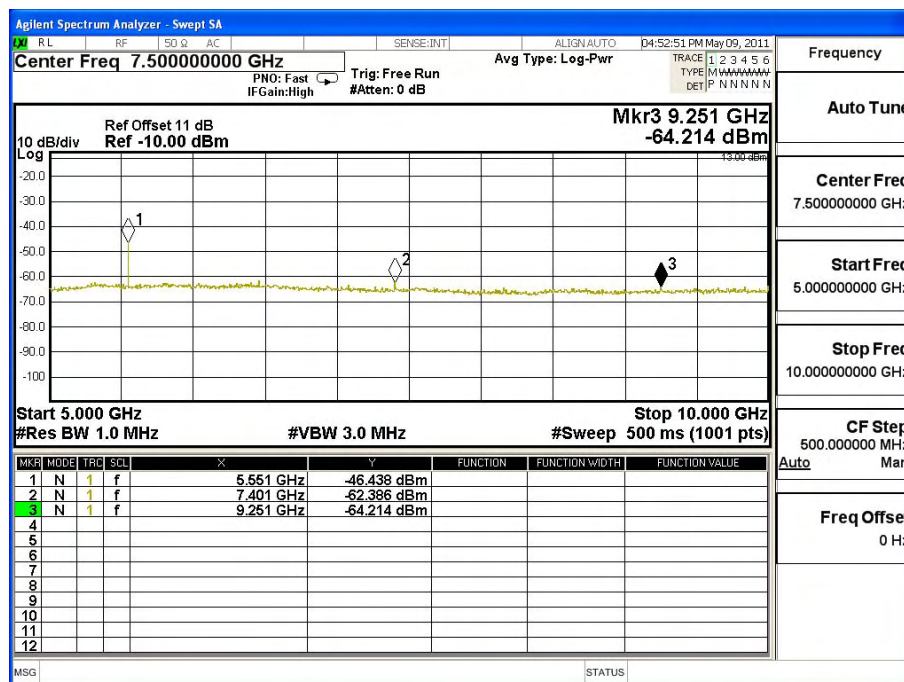 Agilent Spectrum Analyzer - Swept SA
LXI RL RF 50 Ω AC SENSE:INT ALIGN AUTO 04:52:51 PM May 09, 2011
Center Freq 7.500000000 GHz
PNO: Fast
IFGain:High
Trig: Free Run
#Atten: 0 dB
Avg Type: Log-Pwr
TRACE 1 2 3 4 5 6
TYPE M
DET P N N N N N
Mkr3 9.251 GHz
-64.214 dBm
Ref Offset 11 dB
10 dB/div Ref -10.00 dBm
Log
-13.00 dBm
-20.0
-30.0
-40.0
-50.0
-60.0
-70.0
-80.0
-90.0
-100
1
2
3
Start 5.000 GHz Stop 10.000 GHz
#Res BW 1.0 MHz #VBW 3.0 MHz #Sweep 500 ms (1001 pts)
MKR MODE TRC SCL X Y FUNCTION FUNCTION WIDTH FUNCTION VALUE
1 N 1 f 5.551 GHz -46.438 dBm
2 N 1 f 7.401 GHz -62.386 dBm
3 N 1 f 9.251 GHz -64.214 dBm
4
5
6
7
8
9
10
11
12
MSG STATUS
Frequency
Auto Tune
Center Freq
7.500000000 GHz
Start Freq
5.000000000 GHz
Stop Freq
10.000000000 GHz
CF Step
500.000000 MHz
Auto Man
Freq Offset
0 Hz